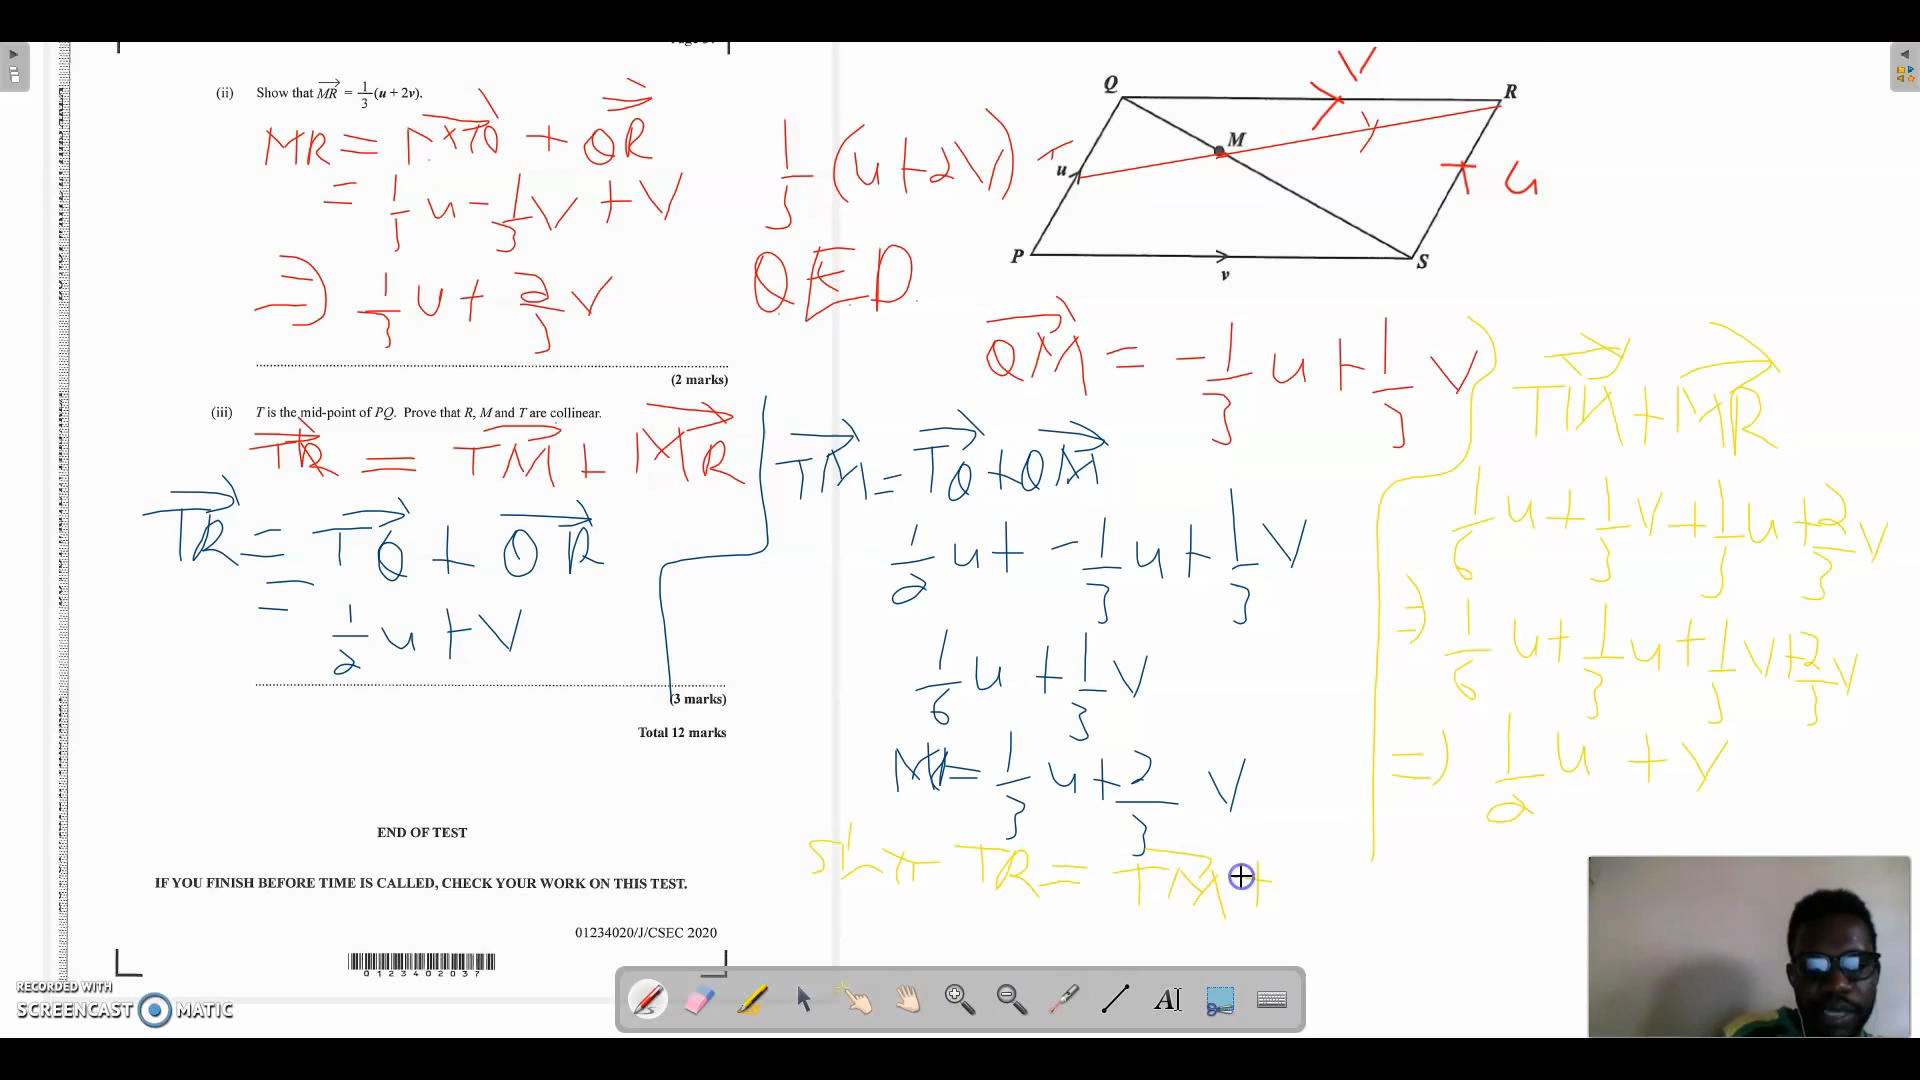 (ii) Show that MR = 1/3 (u + 2v).
MR = MQ + QR
= 1/3 u - 1/3 V + V
⇒ 1/3 u + 2/3 V
1/3 (u + 2V)
QED
(2 marks)
(iii) T is the mid-point of PQ. Prove that R, M and T are collinear.
TR = TM + MR
TR = TQ + QR
=
1/2 u + V
(3 marks)
Total 12 marks
END OF TEST
IF YOU FINISH BEFORE TIME IS CALLED, CHECK YOUR WORK ON THIS TEST.
01234020/J/CSEC 2020
0123402037
Q
R
V
M
T
u
u
P
S
v
QM = -1/3 u + 1/3 V
TM = TQ + QM
1/2 u + -1/3 u + 1/3 V
1/6 u + 1/3 V
MR = 1/3 u + 2/3 V
TR = TM +
TM + MR
1/6 u + 1/3 V + 1/3 u + 2/3 V
⇒ 1/6 u + 1/3 u + 1/3 V + 2/3 V
⇒ 1/2 u + V
RECORDED WITH
SCREENCAST MATIC
AI